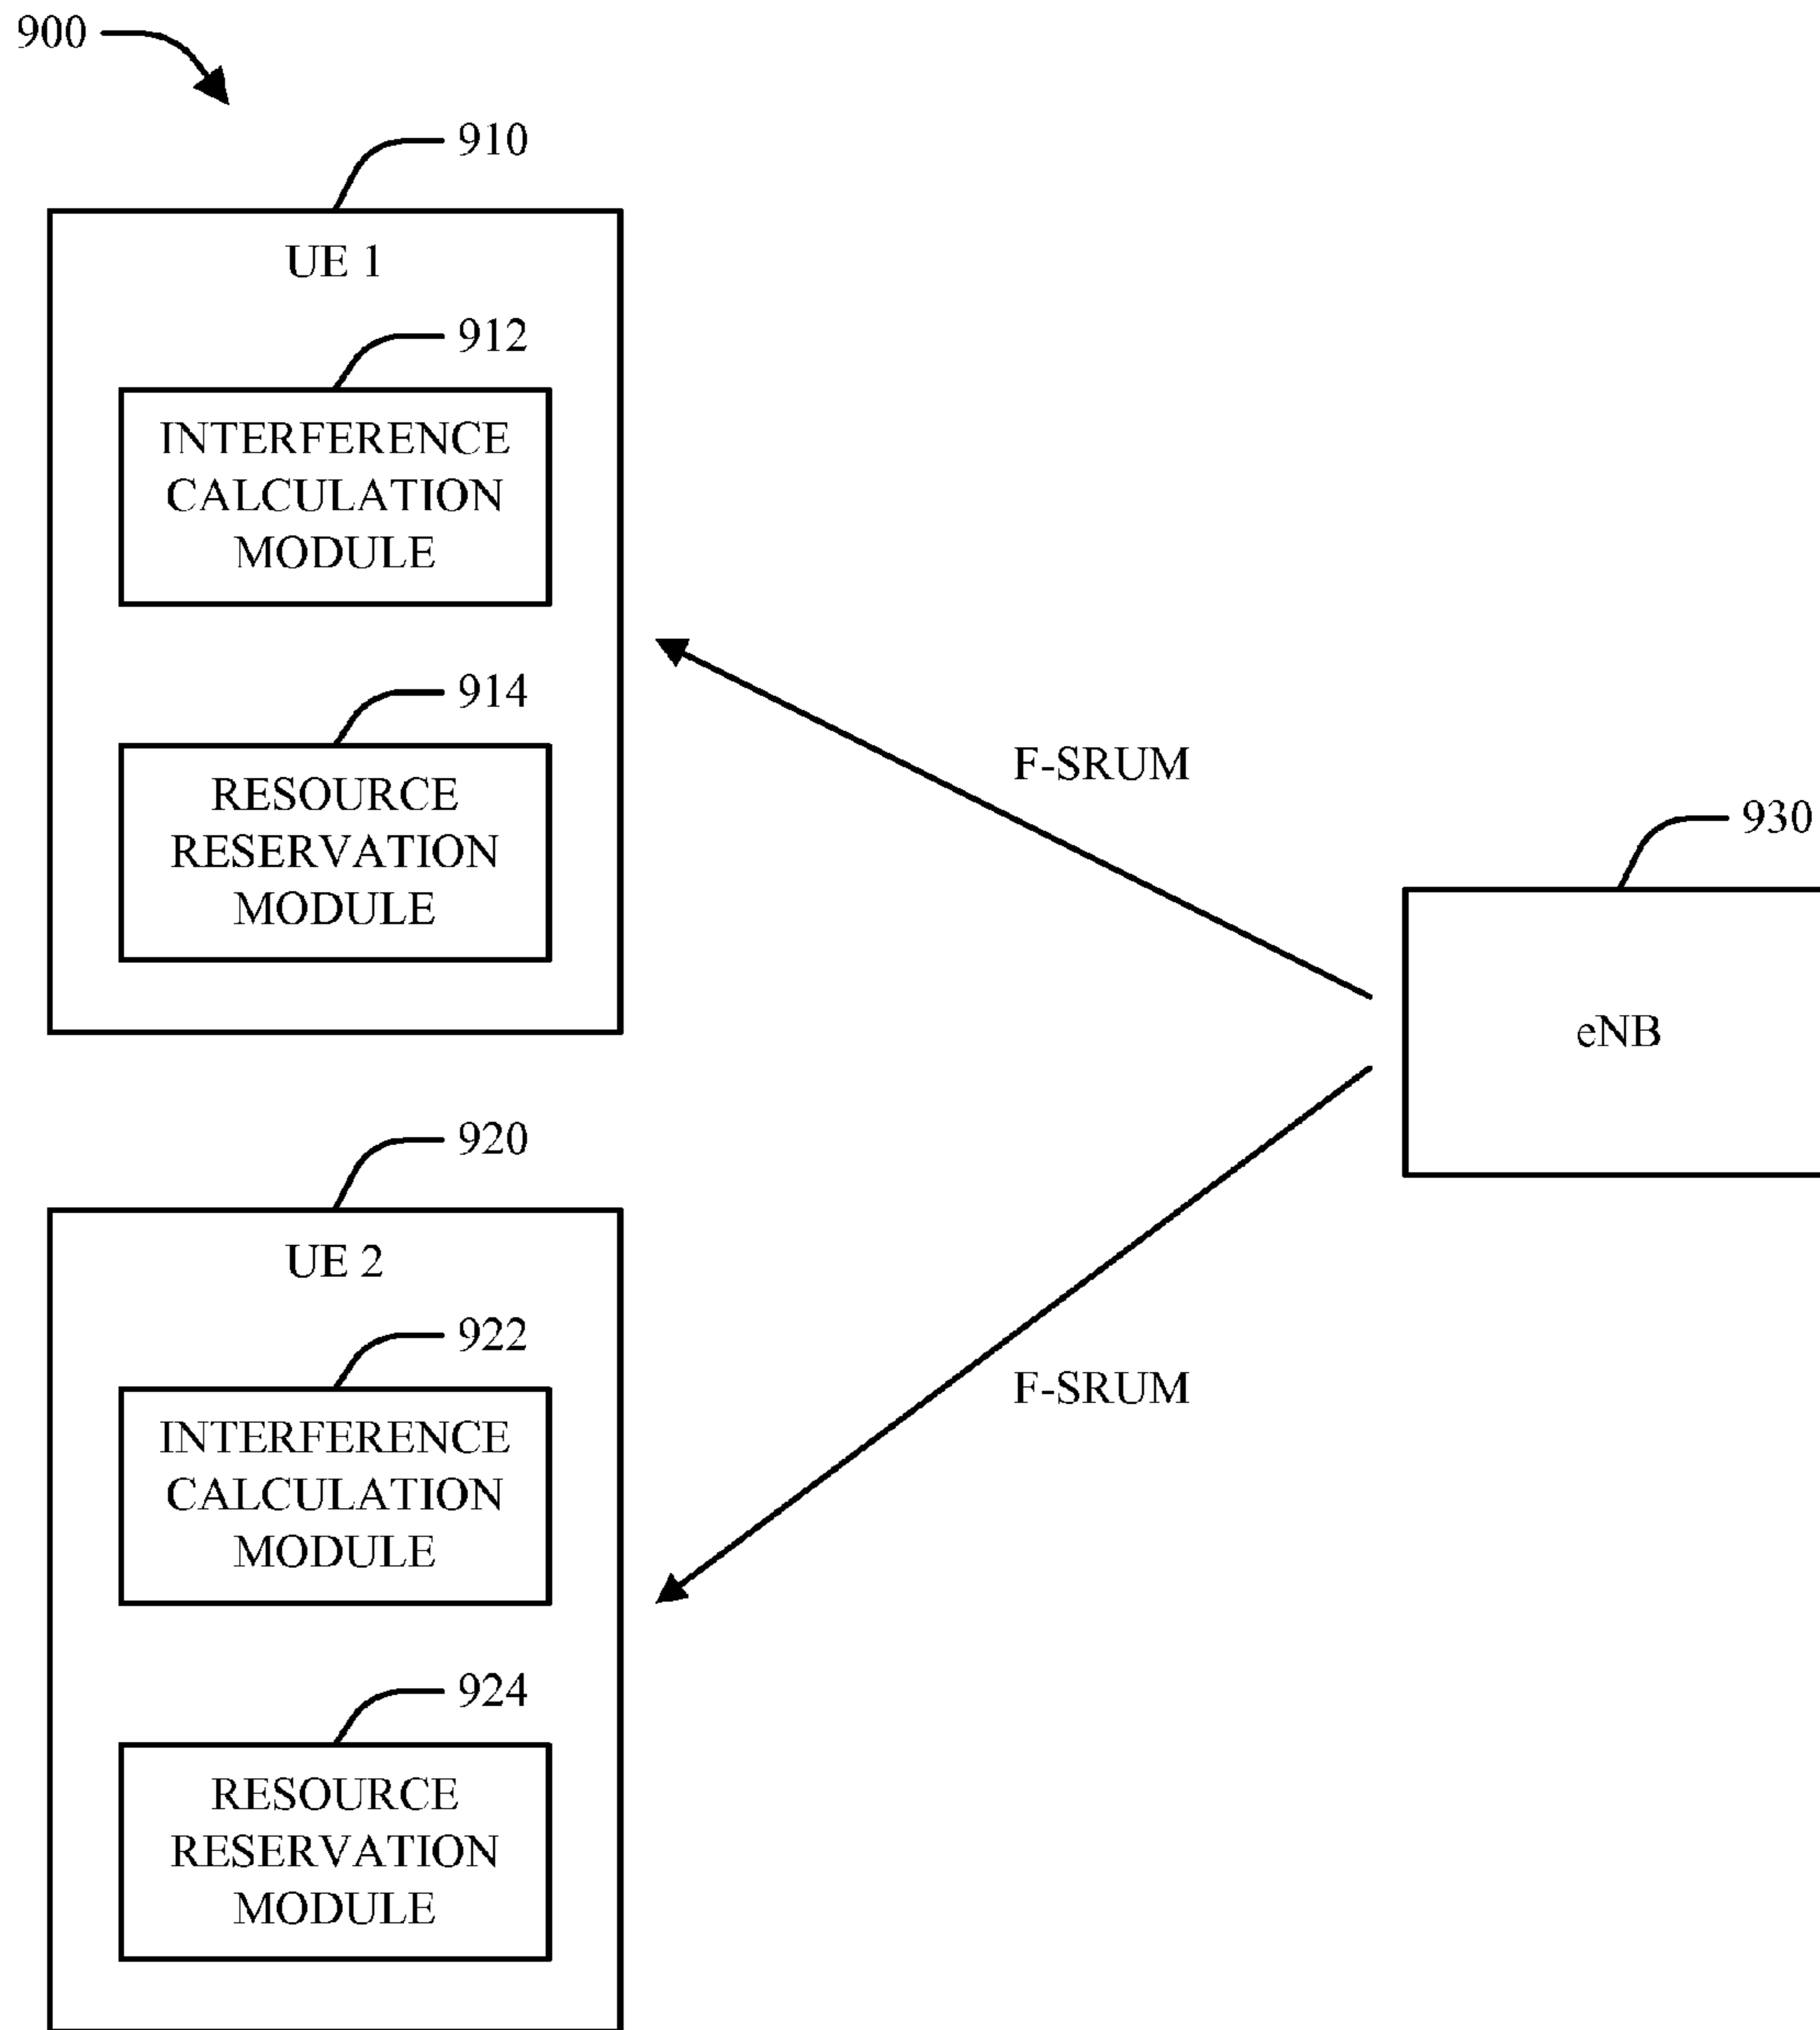 900
910
UE 1
912
INTERFERENCE
CALCULATION
MODULE
914
RESOURCE
RESERVATION
MODULE
F-SRUM
930
eNB
920
UE 2
922
INTERFERENCE
CALCULATION
MODULE
F-SRUM
924
RESOURCE
RESERVATION
MODULE